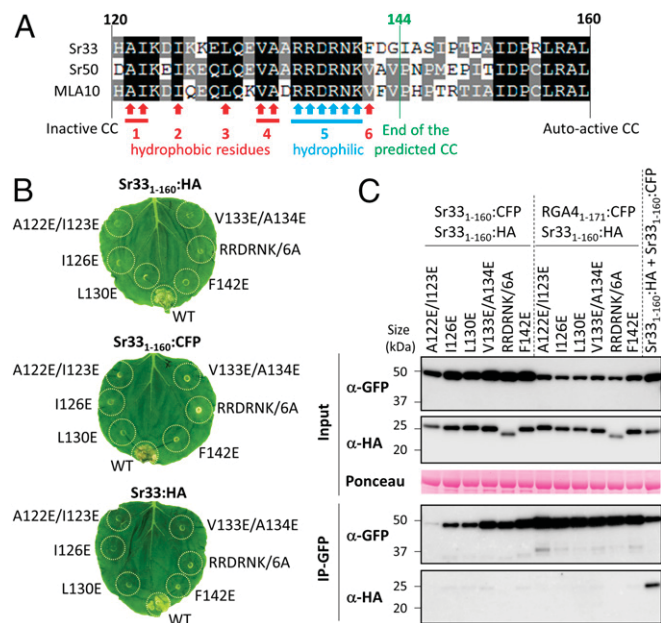 A
120
144
160
Sr33 HAIKDIKKELQEVAARRDRNKFDGIASIPTEAIDPRLRAL
Sr50 DAIKEIKEQLQEVAARRDRNKVAVPNPMEPITIDPCLRAL
MLA10 HAIKDIQEQLQKVADRRDRNKVFVPHPTRTIAIDPCLRAL
Inactive CC
1 2 3 4 5 6
hydrophobic residues
hydrophilic
End of the
predicted CC
Auto-active CC
B
Sr33₁₋₁₆₀:HA
A122E/I123E
V133E/A134E
I126E
RRDRNK/6A
L130E
F142E
WT
Sr33₁₋₁₆₀:CFP
A122E/I123E
V133E/A134E
I126E
RRDRNK/6A
L130E
F142E
WT
Sr33:HA
A122E/I123E
V133E/A134E
I126E
RRDRNK/6A
L130E
F142E
WT
C
Sr33₁₋₁₆₀:CFP
Sr33₁₋₁₆₀:HA
RGA4₁₋₁₇₁:CFP
Sr33₁₋₁₆₀:HA
A122E/I123E
I126E
L130E
V133E/A134E
RRDRNK/6A
F142E
A122E/I123E
I126E
L130E
V133E/A134E
RRDRNK/6A
F142E
Sr33₁₋₁₆₀:HA + Sr33₁₋₁₆₀:CFP
Size
(kDa)
Input
α-GFP
50
37
α-HA
25
20
Ponceau
IP-GFP
α-GFP
50
37
α-HA
25
20